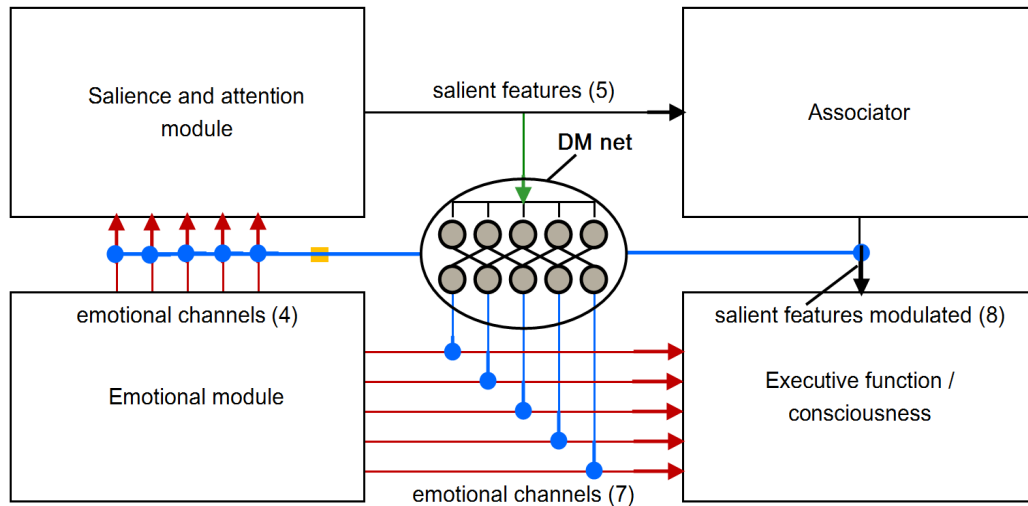 Salience and attention
module
salient features (5)
Associator
DM net
emotional channels (4)
Emotional module
salient features modulated (8)
Executive function /
consciousness
emotional channels (7)